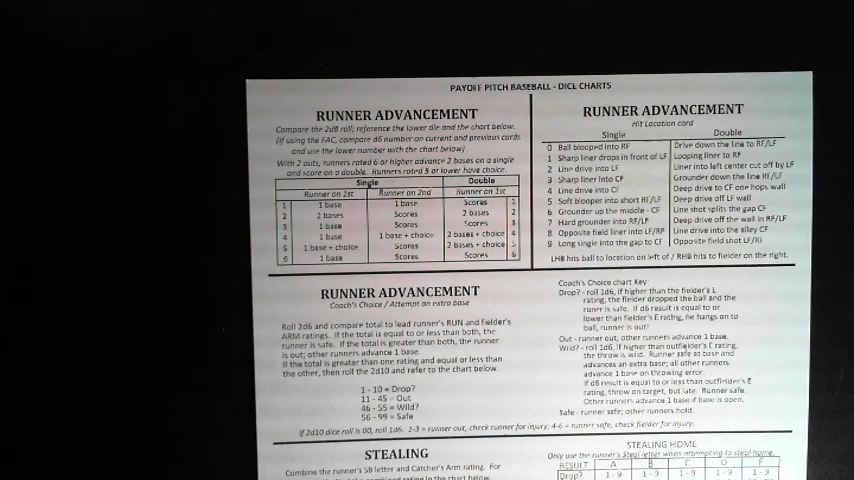 PAYOFF PITCH BASEBALL - DICE CHARTS
RUNNER ADVANCEMENT
Compare the 2d6 roll; reference the lower die and the chart below.
(If using the FAC, compare d6 number on current and previous cards
and use the lower number with the chart below)
With 2 outs, runners rated 6 or higher advance 2 bases on a single
and score on a double. Runners rated 5 or lower have choice.
Single Double
Runner on 1st Runner on 2nd Runner on 1st
1 1 base 1 base Scores 1
2 2 bases Scores 2 bases 2
3 1 base Scores Scores 3
4 1 base 1 base + choice 2 bases + choice 4
5 1 base + choice Scores 2 bases + choice 5
6 1 base Scores Scores 6
RUNNER ADVANCEMENT
Hit Location card
Single Double
0 Ball blooped into RF Drive down the line to RF/LF
1 Sharp liner drops in front of LF Looping liner to RF
2 Line drive into LF Liner into left center cut off by LF
3 Sharp liner into CF Grounder down the line RF/LF
4 Line drive into CF Deep drive to CF one hops wall
5 Soft blooper into short RF/LF Deep drive off LF wall
6 Grounder up the middle - CF Line shot splits the gap CF
7 Hard grounder into RF/LF Deep drive off the wall in RF/LF
8 Opposite field liner into LF/RF Line drive into the alley CF
9 Long single into the gap to CF Opposite field shot LF/RF
LHB hits ball to location on left of / RHB hits to fielder on the right.
RUNNER ADVANCEMENT
Coach's Choice / Attempt an extra base
Roll 2d6 and compare total to lead runner's RUN and fielder's
ARM ratings. If the total is equal to or less than both, the
runner is safe. If the total is greater than both, the runner
is out; other runners advance 1 base.
If the total is greater than one rating and equal or less than
the other, then roll the 2d10 and refer to the chart below.
1 - 10 = Drop?
11 - 45 = Out
46 - 55 = Wild?
56 - 99 = Safe
Coach's Choice chart Key:
Drop? - roll 1d6, if higher than the fielder's E
rating, the fielder dropped the ball and the
runer is safe. If d6 result is equal to or
lower than fielder's E rating, he hangs on to
ball, runner is out!
Out - runner out, other runners advance 1 base.
Wild? - roll 1d6, if higher than outfielder's E rating,
the throw is wild. Runner safe at base and
advances an extra base; all other runners
advance 1 base on throwing error.
If d6 result is equal to or less than outfielder's E
rating, throw on target, but late. Runner safe.
Other runners advance 1 base if base is open.
Safe - runner safe; other runners hold.
If 2d10 dice roll is 00, roll 1d6. 1-3 = runner out, check runner for injury; 4-6 = runner safe, check fielder for injury.
STEALING
Combine the runner's SB letter and Catcher's Arm rating. For
STEALING HOME
Only use the runner's Steal letter when attempting to steal home.
RESULT A B C D F
Drop? 1 - 9 1 - 9 1 - 9 1 - 9 1 - 9